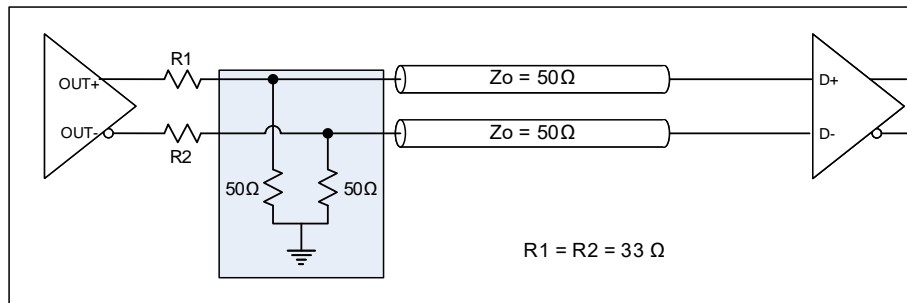 R1
OUT+
Zo = 50Ω
D+
OUT-
Zo = 50Ω
D-
R2
50Ω
50Ω
R1 = R2 = 33 Ω